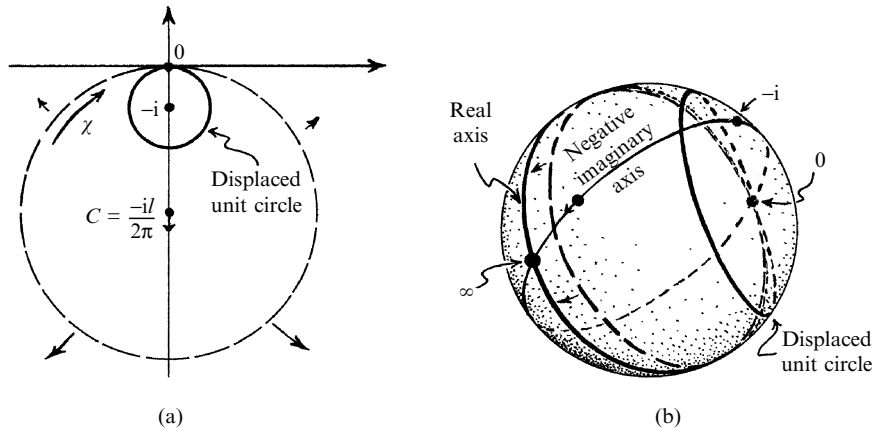 0
−i
χ
Displaced
unit circle
C = −il/2π
(a)
Real
axis
Negative
imaginary
axis
−i
0
∞
Displaced
unit circle
(b)